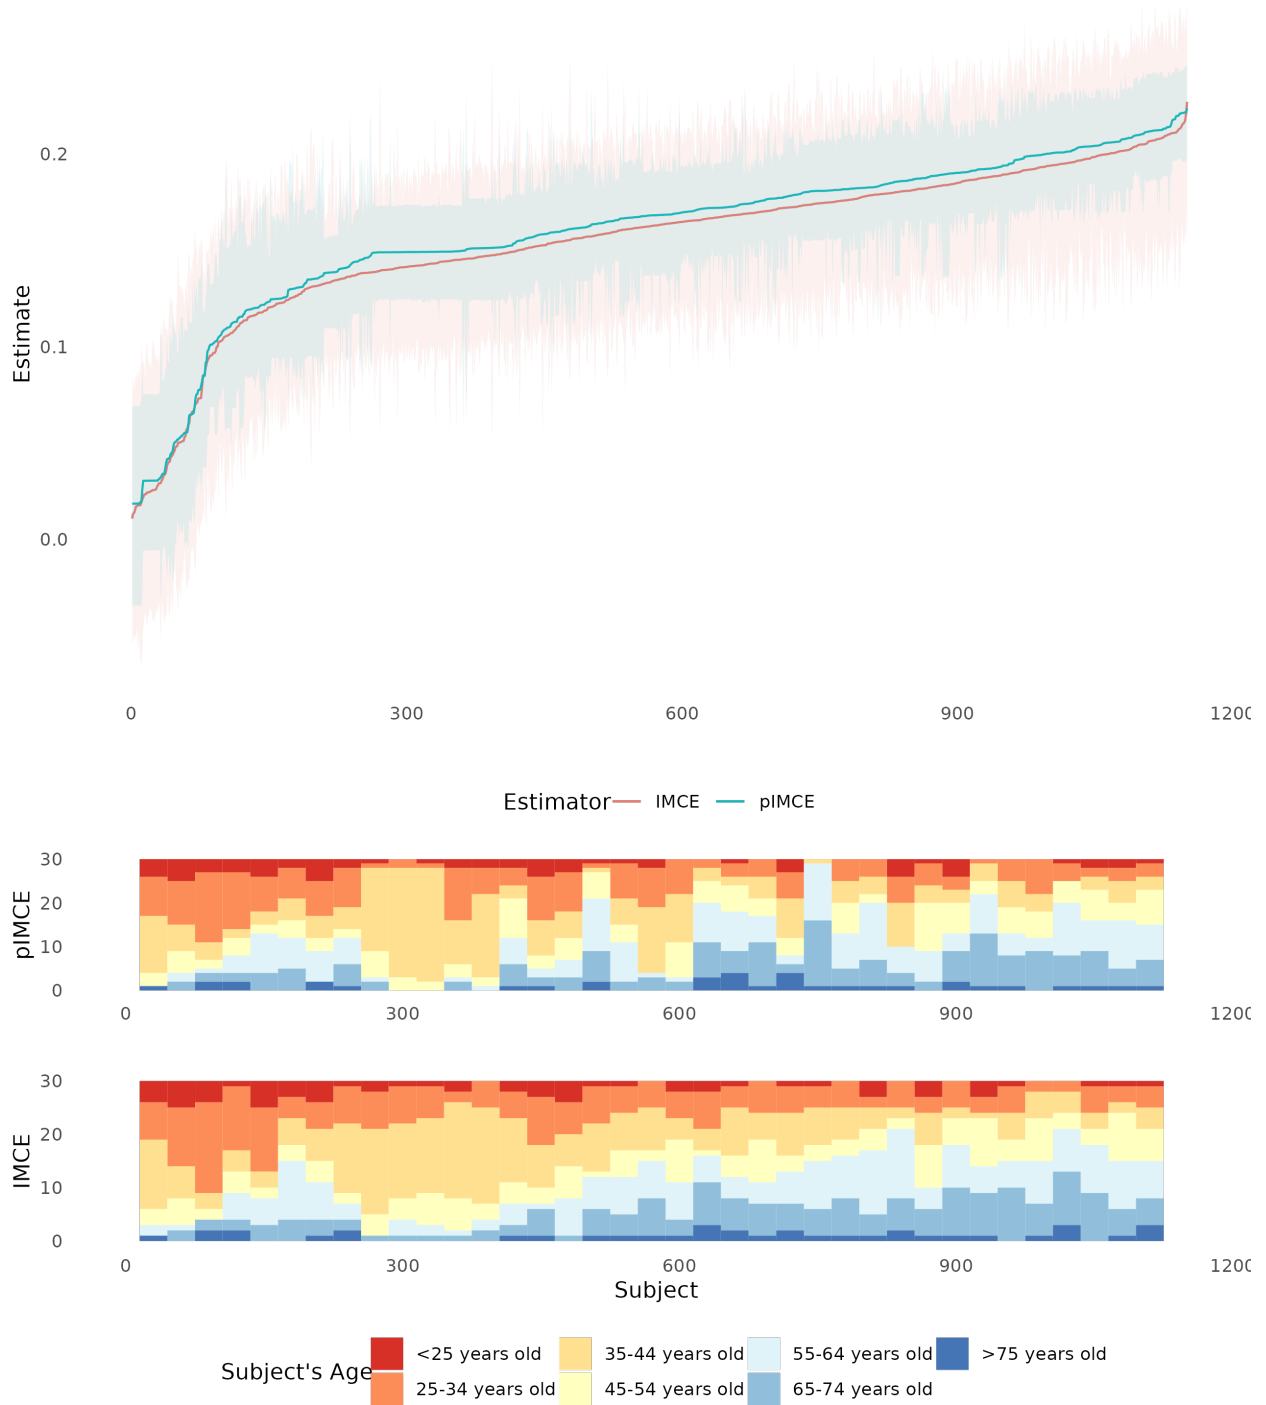 0.2
0.1
0.0
Estimate
0 300 600 900 1200
Estimator IMCE pIMCE
30
20
10
0
pIMCE
0 300 600 900 1200
30
20
10
0
IMCE
0 300 600 900 1200
Subject
Subject's Age
<25 years old 35-44 years old 55-64 years old >75 years old
25-34 years old 45-54 years old 65-74 years old